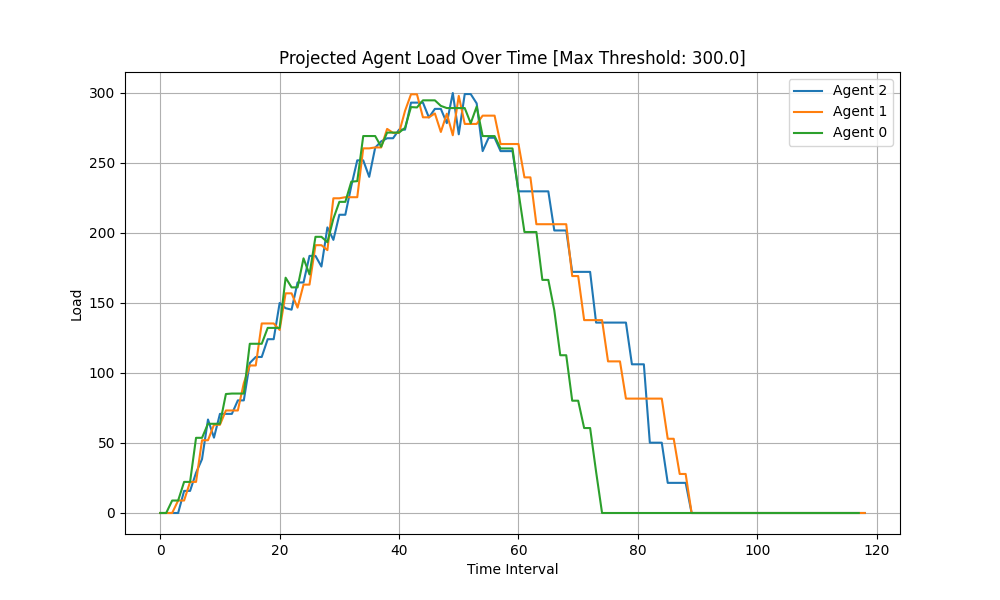 Projected Agent Load Over Time [Max Threshold: 300.0]
Agent 2
Agent 1
Agent 0
Load
300
250
200
150
100
50
0
0 20 40 60 80 100 120
Time Interval